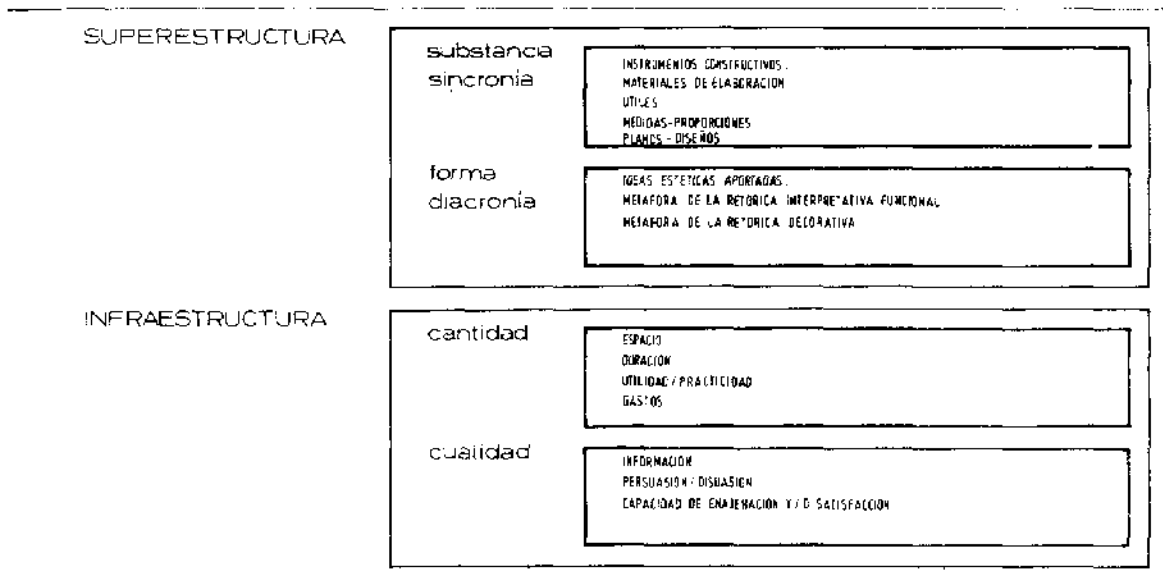 SUPERESTRUCTURA
substancia
sincronía
INSTRUMENTOS CONSTRUCTIVOS.
MATERIALES DE ELABORACION
UTILES
MEDIDAS-PROPORCIONES
PLANOS - DISEÑOS
forma
diacronía
IDEAS ESTETICAS APORTADAS.
METAFORA DE LA RETORICA INTERPRETATIVA FUNCIONAL
METAFORA DE LA RETORICA DECORATIVA
INFRAESTRUCTURA
cantidad
ESPACIO
DURACION
UTILIDAD / PRACTICIDAD
GASTOS
cualidad
INFORMACION
PERSUASION / DISUASION
CAPACIDAD DE ENAJENACION Y/O SATISFACCION